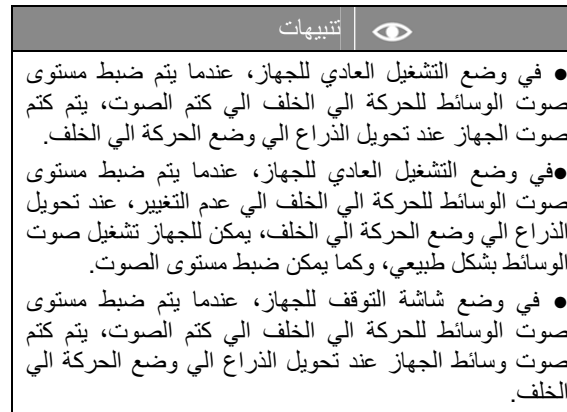 تنبيهات
● في وضع التشغيل العادي للجهاز، عندما يتم ضبط مستوى
صوت الوسائط للحركة الي الخلف الي كتم الصوت، يتم كتم
صوت الجهاز عند تحويل الذراع الي وضع الحركة الي الخلف.
●في وضع التشغيل العادي للجهاز، عندما يتم ضبط مستوى
صوت الوسائط للحركة الي الخلف الي عدم التغيير، عند تحويل
الذراع الي وضع الحركة الي الخلف، يمكن للجهاز تشغيل صوت
الوسائط بشكل طبيعي، وكما يمكن ضبط مستوى الصوت.
● في وضع شاشة التوقف للجهاز، عندما يتم ضبط مستوى
صوت الوسائط للحركة الي الخلف الي كتم الصوت، يتم كتم
صوت وسائط الجهاز عند تحويل الذراع الي وضع الحركة الي
الخلف.